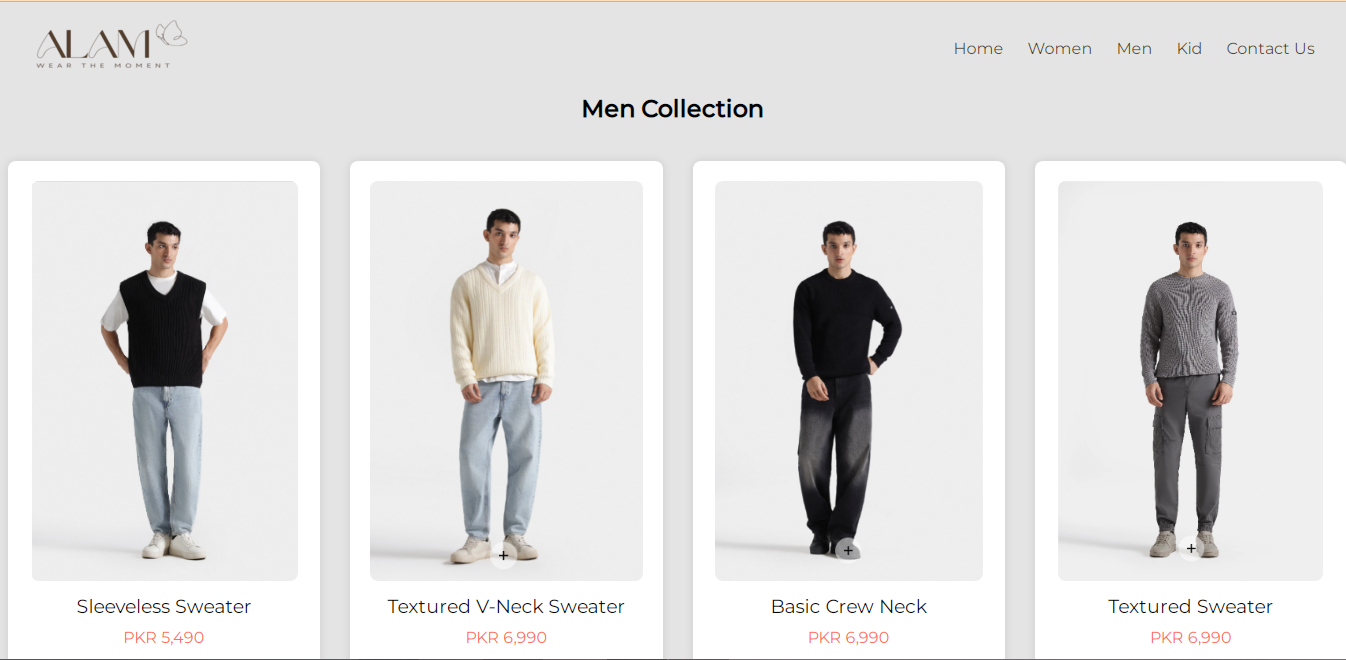 ALAM
WEAR THE MOMENT
Home Women Men Kid Contact Us
Men Collection
Sleeveless Sweater
PKR 5,490
+
Textured V-Neck Sweater
PKR 6,990
+
Basic Crew Neck
PKR 6,990
+
Textured Sweater
PKR 6,990